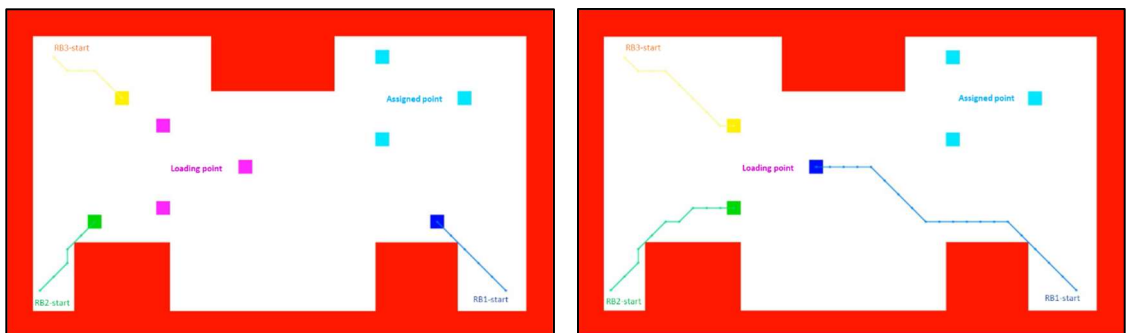 RB3-start
Assigned point
Loading point
RB2-start
RB1-start
RB3-start
Assigned point
Loading point
RB2-start
RB1-start